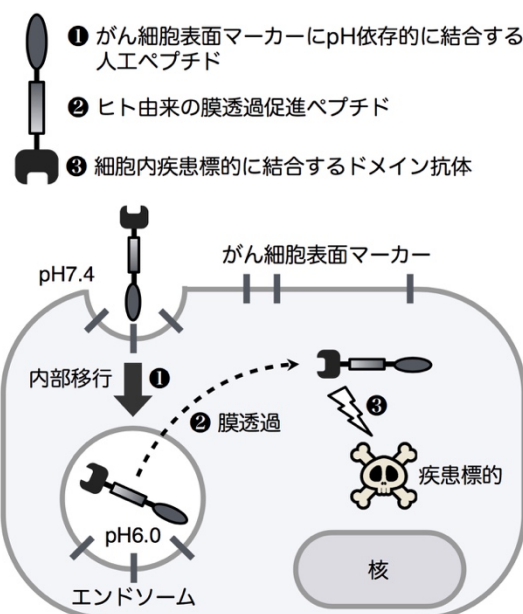 ❶ がん細胞表面マーカーにpH依存的に結合する
人工ペプチド
❷ ヒト由来の膜透過促進ペプチド
❸ 細胞内疾患標的に結合するドメイン抗体
がん細胞表面マーカー
pH7.4
内部移行 ❶
❷ 膜透過
❸
疾患標的
pH6.0
核
エンドソーム